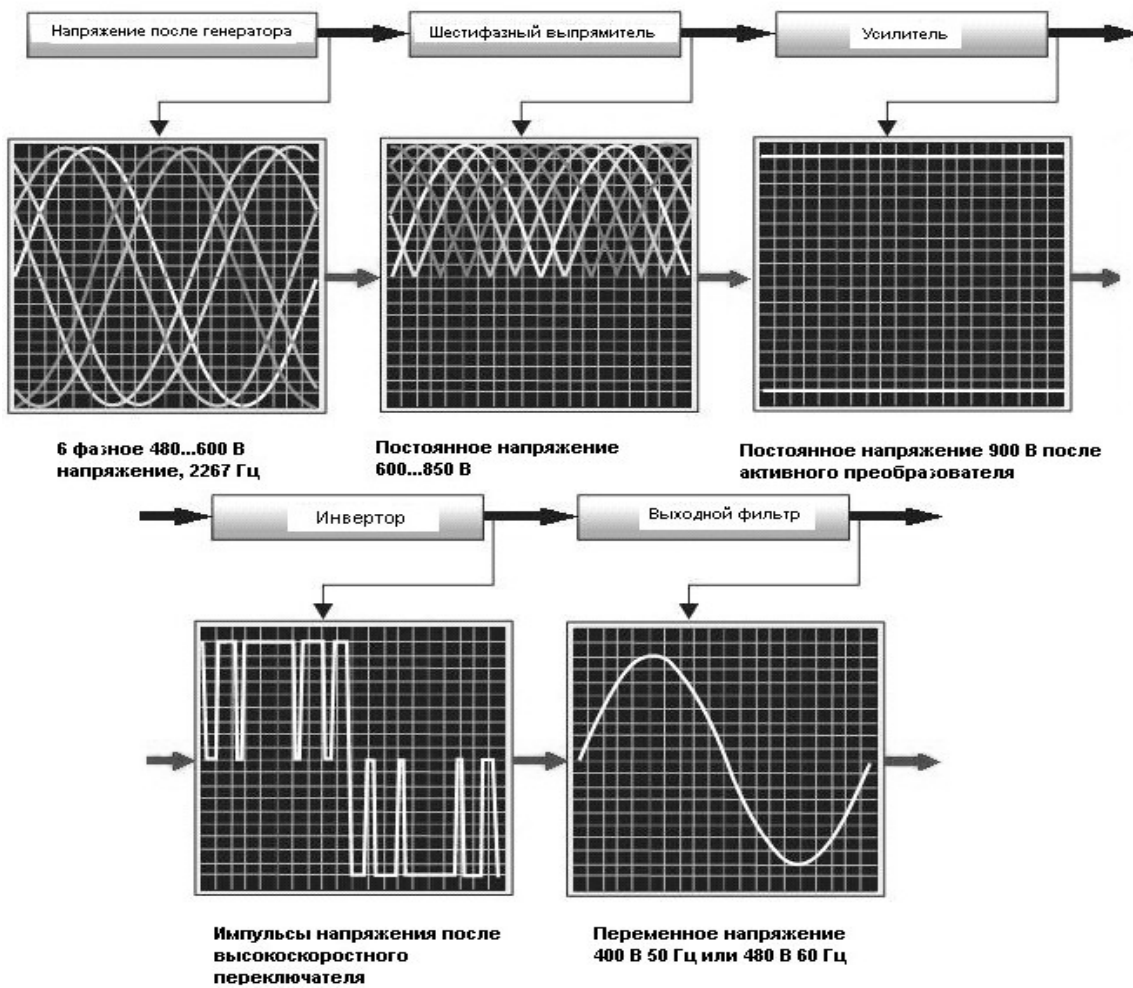 Напряжение после генератора
Шестифазный выпрямитель
Усилитель
6 фазное 480...600 В
напряжение, 2267 Гц
Постоянное напряжение
600...850 В
Постоянное напряжение 900 В после
активного преобразователя
Инвертор
Выходной фильтр
Импульсы напряжения после
высокоскоростного
переключателя
Переменное напряжение
400 В 50 Гц или 480 В 60 Гц